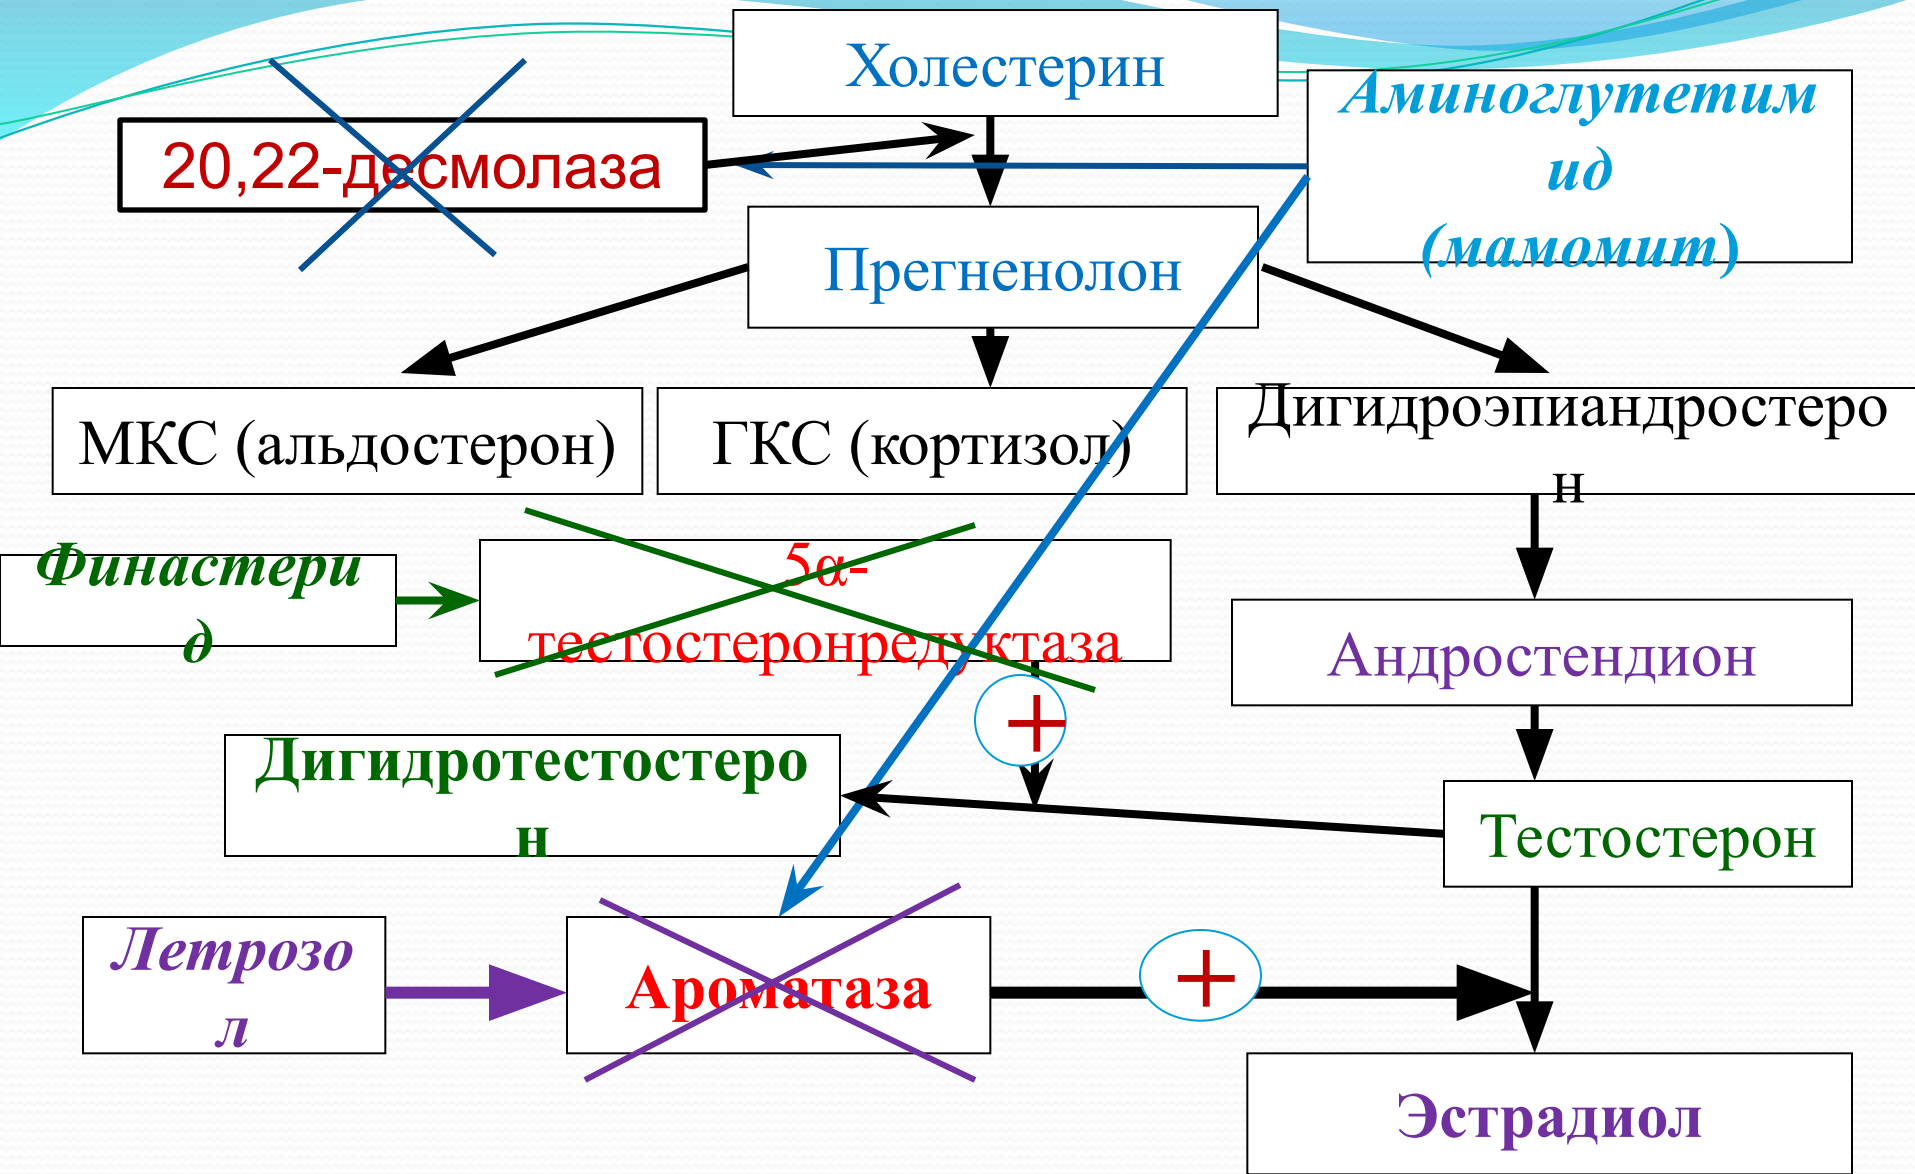 Холестерин
Аминоглутетим
ид
(мамомит)
20,22-десмолаза
Прегненолон
МКС (альдостерон)
ГКС (кортизол)
Дигидроэпиандростеро
н
Финастери
д
5α-
тестостеронредуктаза
Андростендион
+
Дигидротестостеро
н
Тестостерон
Летрозо
л
Ароматаза
+
Эстрадиол